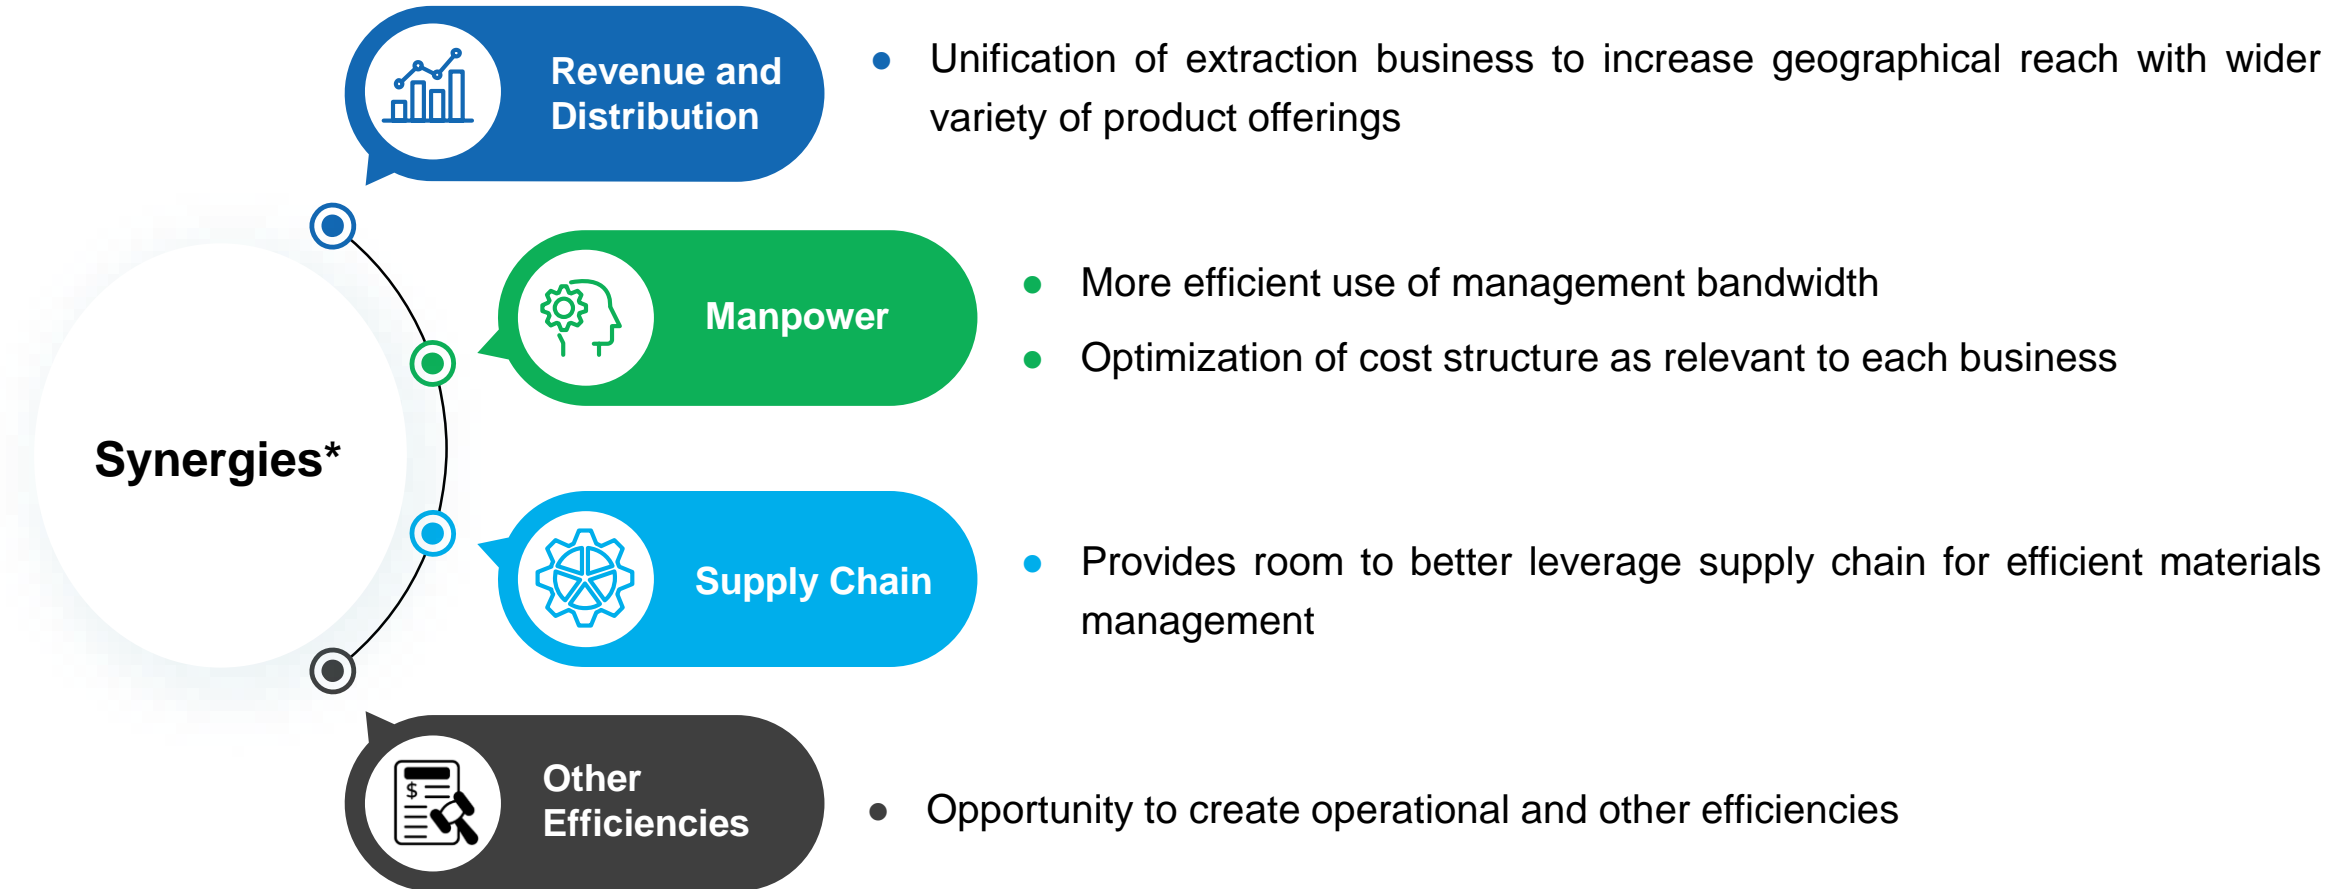 Revenue and
Distribution
Unification of extraction business to increase geographical reach with wider
variety of product offerings
Manpower
More efficient use of management bandwidth
Optimization of cost structure as relevant to each business
Synergies*
Supply Chain
Provides room to better leverage supply chain for efficient materials
management
$
Other
Efficiencies
Opportunity to create operational and other efficiencies